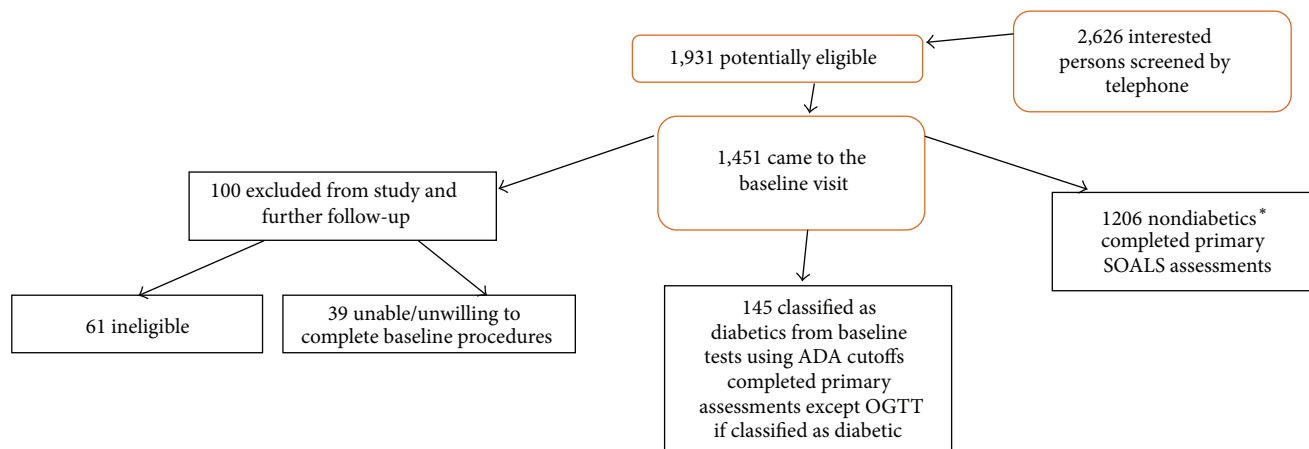 2,626 interested
persons screened by
telephone
1,931 potentially eligible
1,451 came to the
baseline visit
100 excluded from study and
further follow-up
1206 nondiabetics*
completed primary
SOALS assessments
61 ineligible
39 unable/unwilling to
complete baseline procedures
145 classified as
diabetics from baseline
tests using ADA cutoffs
completed primary
assessments except OGTT
if classified as diabetic